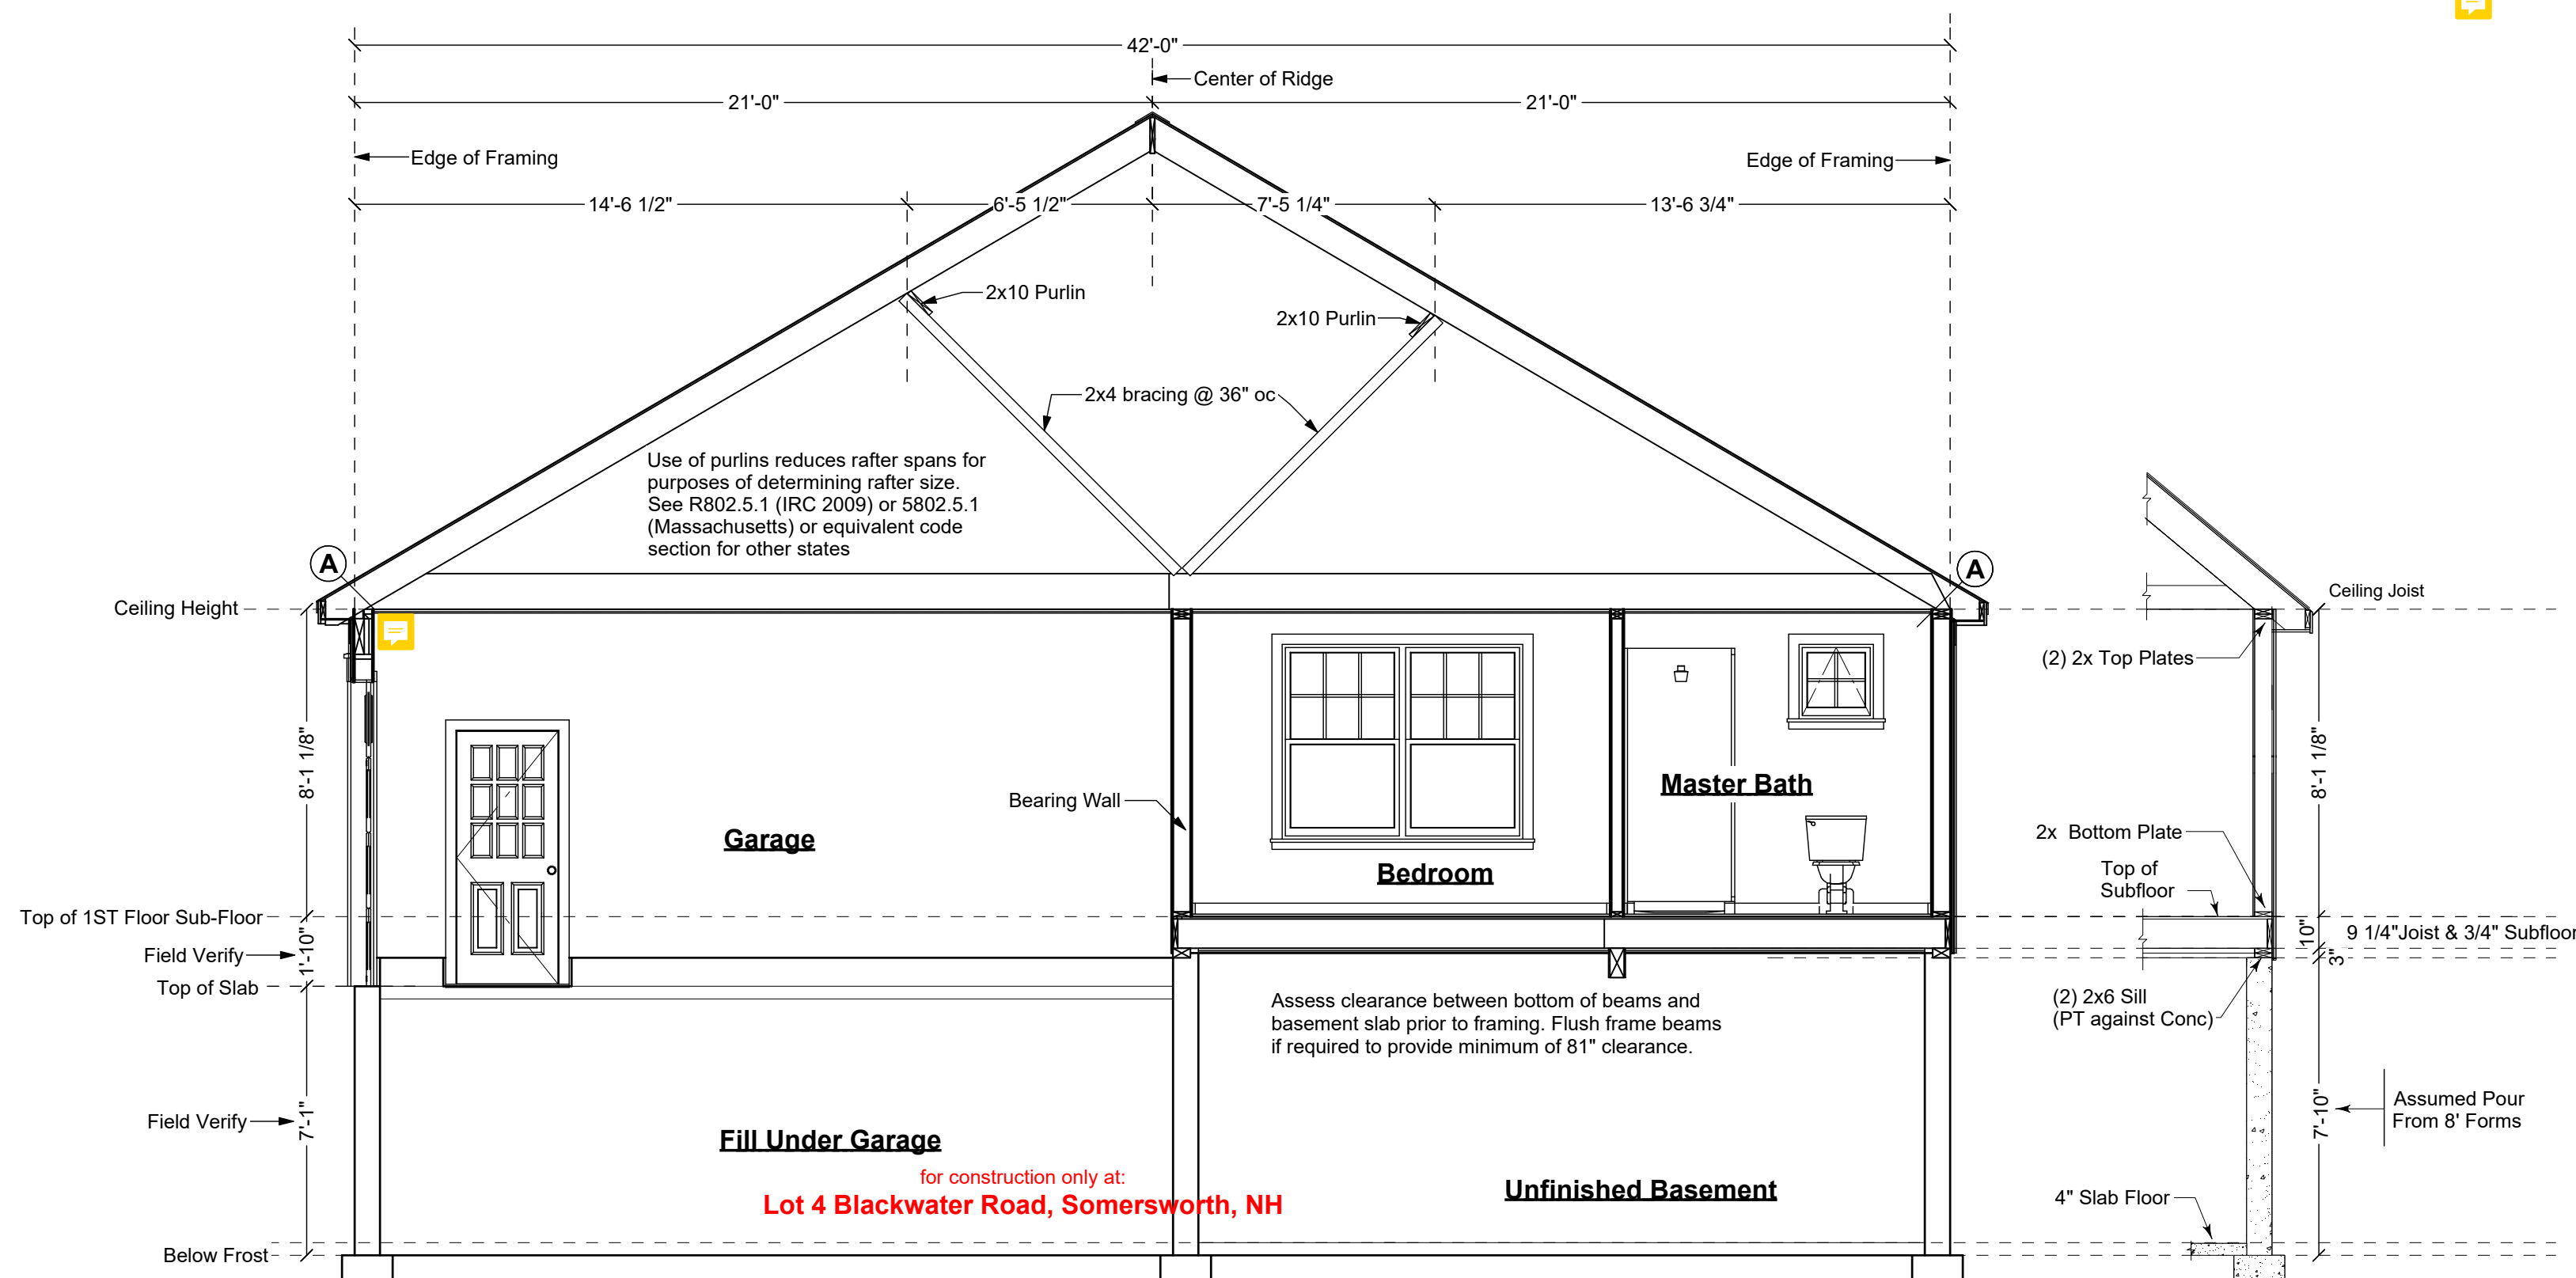 42'-0"
Center of Ridge
21'-0"
21'-0"
Edge of Framing
Edge of Framing
14'-6 1/2"
6'-5 1/2"
7'-5 1/4"
13'-6 3/4"
2x10 Purlin
2x10 Purlin
2x4 bracing @ 36" oc
Use of purlins reduces rafter spans for
purposes of determining rafter size.
See R802.5.1 (IRC 2009) or 5802.5.1
(Massachusetts) or equivalent code
section for other states
A
A
Ceiling Height
Ceiling Joist
(2) 2x Top Plates
8'-1 1/8"
8'-1 1/8"
Master Bath
Bearing Wall
Garage
Bedroom
2x Bottom Plate
Top of
Subfloor
Top of 1ST Floor Sub-Floor
10"
9 1/4"Joist & 3/4" Subfloor
1'-10"
Field Verify
3"
Top of Slab
Assess clearance between bottom of beams and
basement slab prior to framing. Flush frame beams
if required to provide minimum of 81" clearance.
(2) 2x6 Sill
(PT against Conc)
Field Verify
7'-1"
7'-10"
Assumed Pour
From 8' Forms
Fill Under Garage
for construction only at:
Lot 4 Blackwater Road, Somersworth, NH
Unfinished Basement
4" Slab Floor
Below Frost